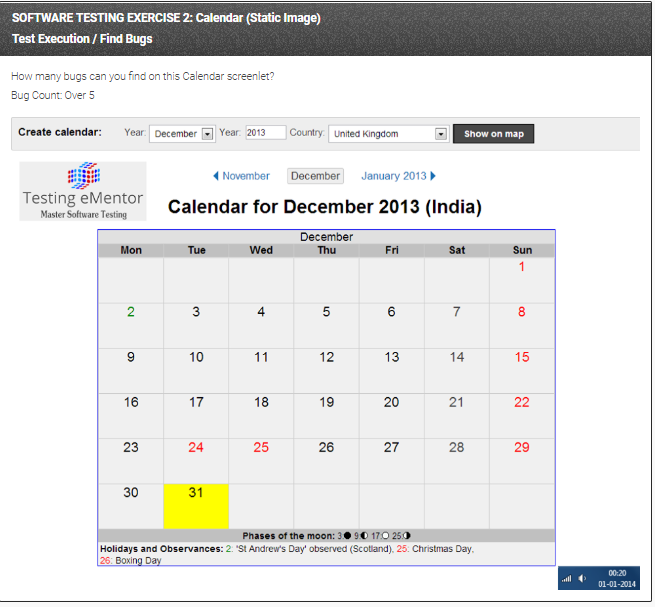 SOFTWARE TESTING EXERCISE 2: Calendar (Static Image)
Test Execution / Find Bugs
How many bugs can you find on this Calendar screenlet?
Bug Count: Over 5
Create calendar: Year: December Year: 2013 Country: United Kingdom Show on map
November December January 2013
Testing eMentor
Master Software Testing
Calendar for December 2013 (India)
December
Mon Tue Wed Thu Fri Sat Sun
1
2 3 4 5 6 7 8
9 10 11 12 13 14 15
16 17 18 19 20 21 22
23 24 25 26 27 28 29
30 31
Phases of the moon: 3 9 17 25
Holidays and Observances: 2: 'St Andrew's Day' observed (Scotland), 25: Christmas Day,
26: Boxing Day
00:20
01-01-2014